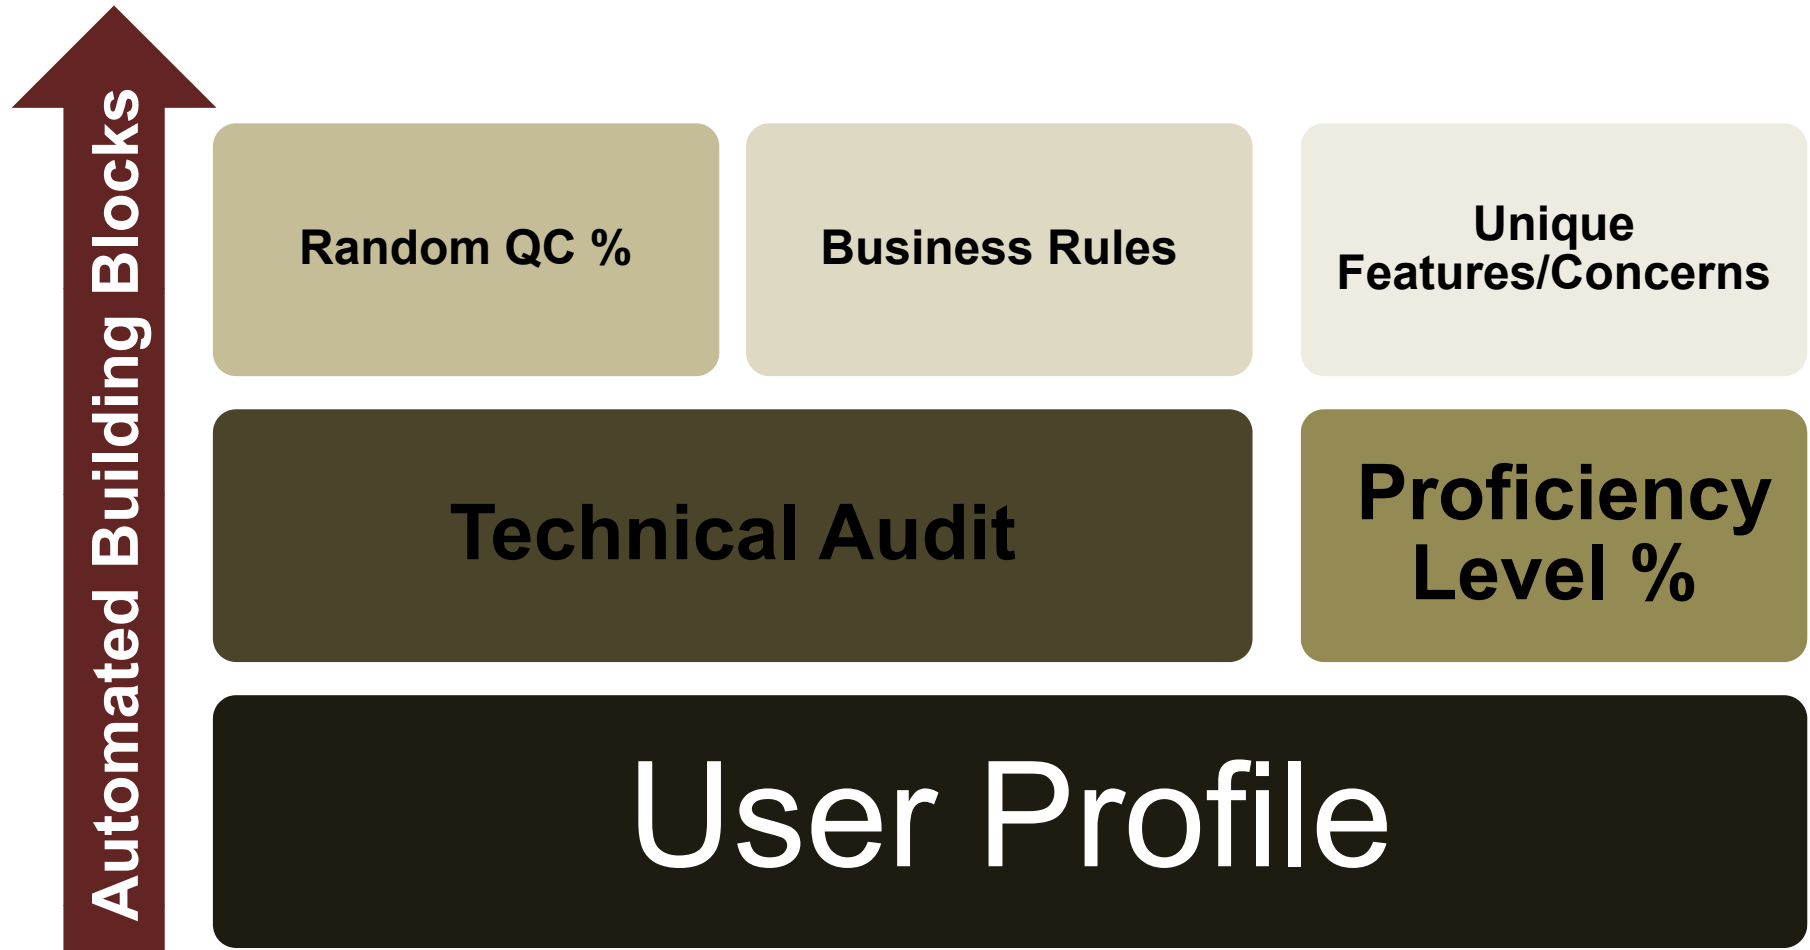 Automated Building Blocks
Random QC %
Business Rules
Unique
Features/Concerns
Technical Audit
Proficiency
Level %
User Profile